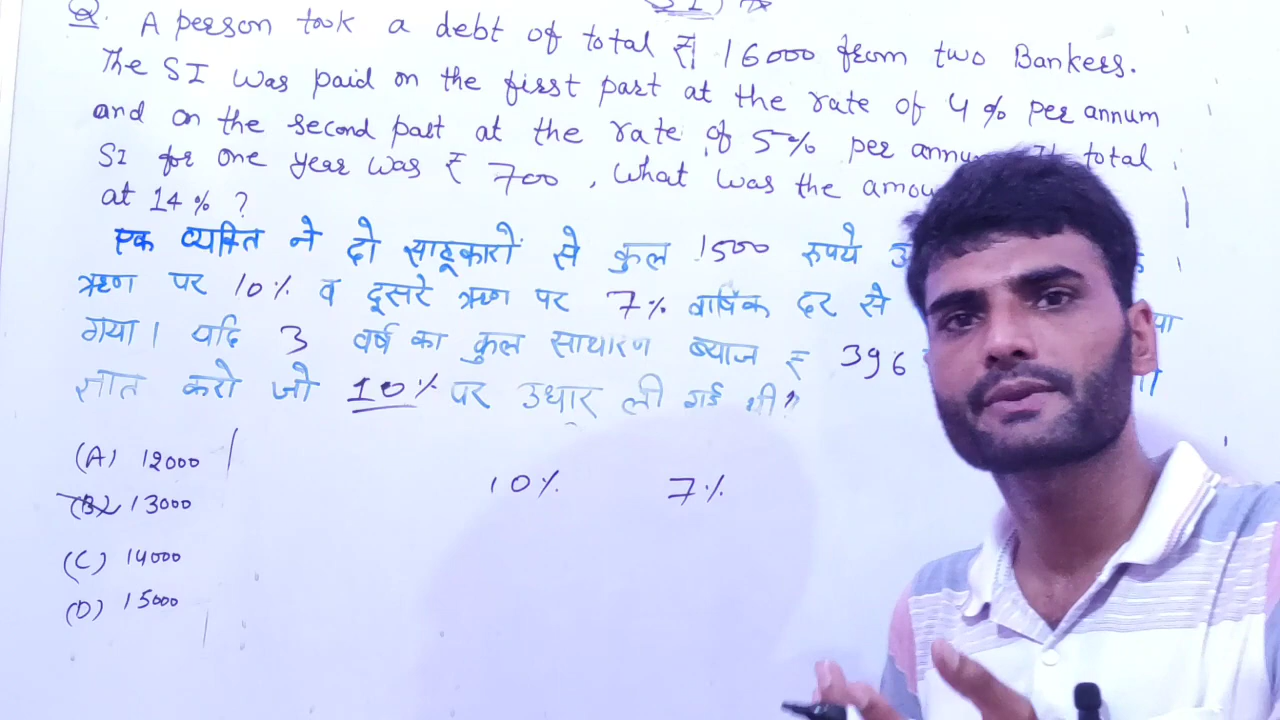 Q. A person took a debt of total ₹ 16000 from two Bankers.
The SI was paid on the first part at the rate of 4% per annum
and on the second part at the rate of 5% per total
SI for one year was ₹ 700, What was the
at 14% ?
एक व्यक्ति ने दो साहूकारों से कुल 1500 रुपये
ऋण पर 10% व दूसरे ऋण पर 7% वार्षिक दर से
गया। यदि 3 वर्ष का कुल साधारण ब्याज ₹ 396
ज्ञात करो जो 10% पर उधार ली गई थी?
(A) 12000
(B) 13000
(C) 14000
(D) 15000
10% 7%